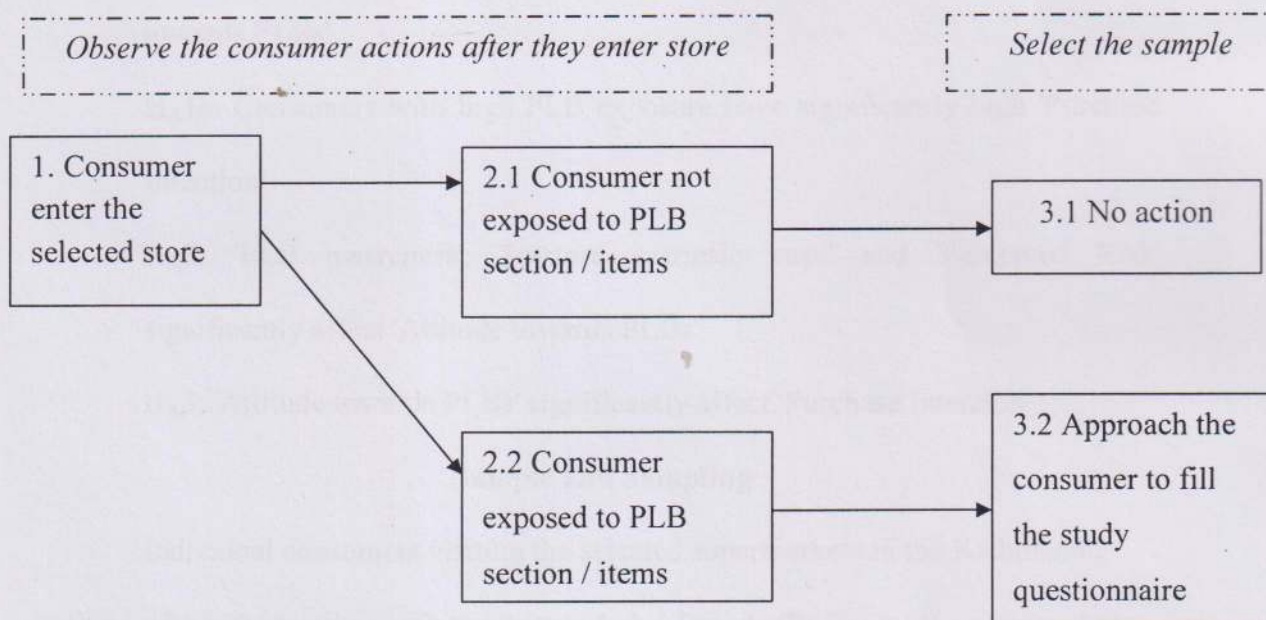 Observe the consumer actions after they enter store
Select the sample
1. Consumer
enter the
selected store
2.1 Consumer not
exposed to PLB
section / items
3.1 No action
2.2 Consumer
exposed to PLB
section / items
3.2 Approach the
consumer to fill
the study
questionnaire